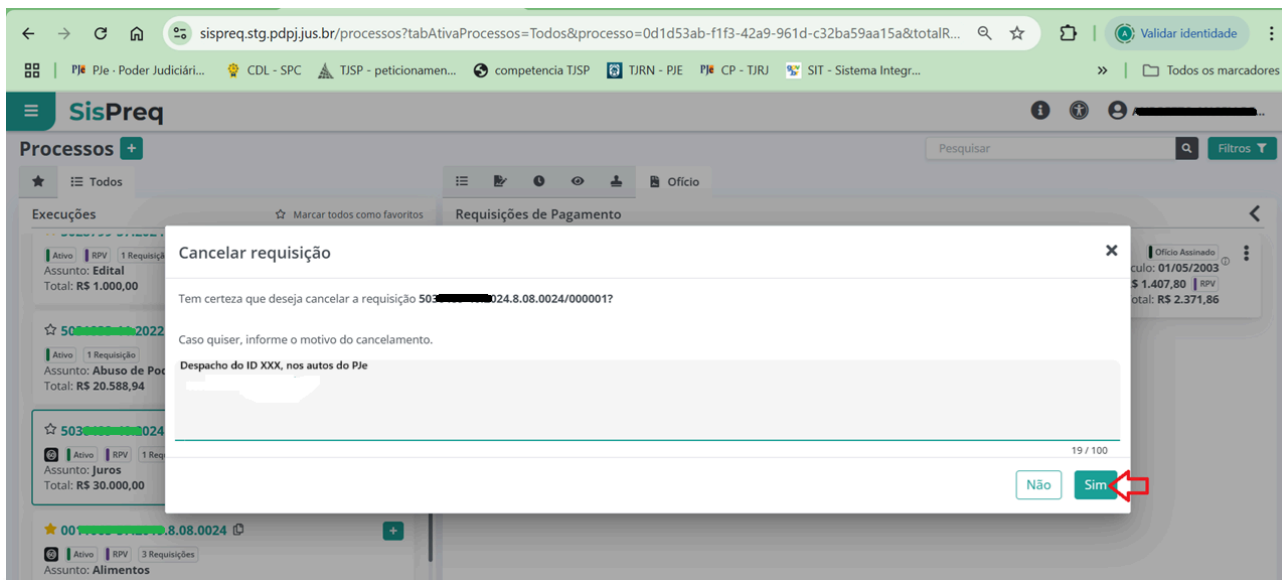 sispreq.stg.pdpj.jus.br/processos?tabAtivaProcessos=Todos&processo=0d1d53ab-f1f3-42a9-961d-c32ba59aa15a&totalR...
Validar identidade
PJe - Poder Judiciári...
CDL - SPC
TJSP - peticionamen...
competencia TJSP
TJRN - PJE
CP - TJRJ
SIT - Sistema Integr...
»
Todos os marcadores
SisPreq
Processos +
Pesquisar
Filtros
Todos
Ofício
Execuções
Marcar todos como favoritos
Requisições de Pagamento
Ativo RPV 1 Requisiçã
Assunto: Edital
Total: R$ 1.000,00
Ofício Assinado
culo: 01/05/2003
$ 1.407,80 RPV
otal: R$ 2.371,86
Cancelar requisição
Tem certeza que deseja cancelar a requisição 503 024.8.08.0024/000001?
Caso quiser, informe o motivo do cancelamento.
Despacho do ID XXX, nos autos do PJe
19 / 100
Não
Sim
50 2022
Ativo 1 Requisição
Assunto: Abuso de Pod
Total: R$ 20.588,94
503 024
Ativo RPV 1 Req
Assunto: Juros
Total: R$ 30.000,00
00 .8.08.0024
+
Ativo RPV 3 Requisições
Assunto: Alimentos